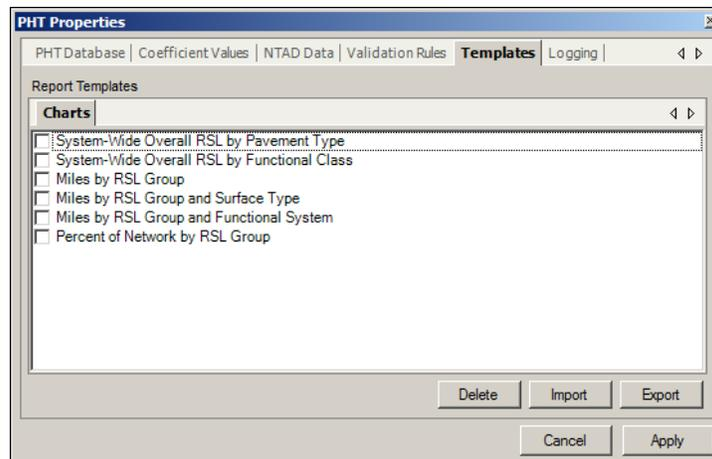 PHT Properties
PHT Database | Coefficient Values | NTAD Data | Validation Rules Templates Logging |
Report Templates
Charts
System-Wide Overall RSL by Pavement Type
System-Wide Overall RSL by Functional Class
Miles by RSL Group
Miles by RSL Group and Surface Type
Miles by RSL Group and Functional System
Percent of Network by RSL Group
Delete Import Export
Cancel Apply